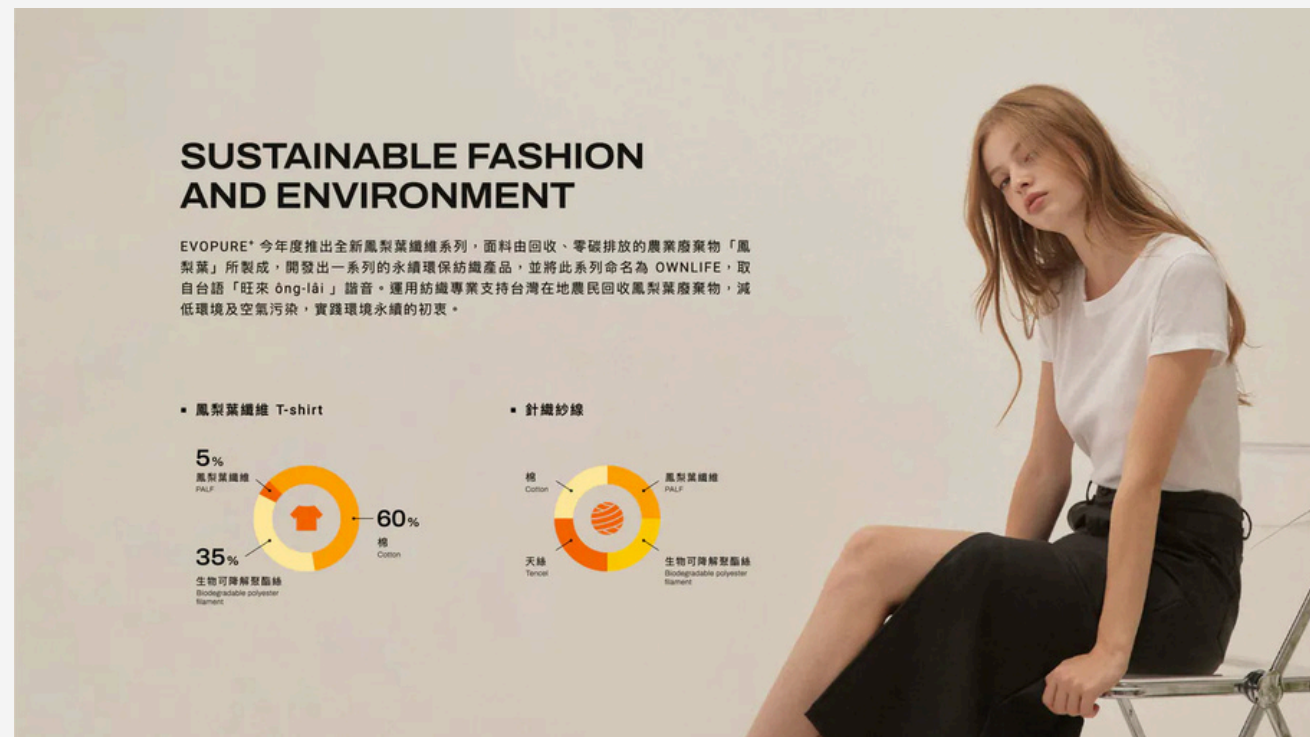 SUSTAINABLE FASHION
AND ENVIRONMENT
EVOPURE⁺ 今年度推出全新鳳梨葉纖維系列，面料由回收、零碳排放的農業廢棄物「鳳
梨葉」所製成，開發出一系列的永續環保紡織產品，並將此系列命名為 OWNLIFE，取
自台語「旺來 ông-lâi 」諧音。運用紡織專業支持台灣在地農民回收鳳梨葉廢棄物，減
低環境及空氣污染，實踐環境永續的初衷。
▪ 鳳梨葉纖維 T-shirt
5%
鳳梨葉纖維
PALF
60%
棉
Cotton
35%
生物可降解聚酯絲
Biodegradable polyester
filament
▪ 針織紗線
棉
Cotton
鳳梨葉纖維
PALF
天絲
Tencel
生物可降解聚酯絲
Biodegradable polyester
filament